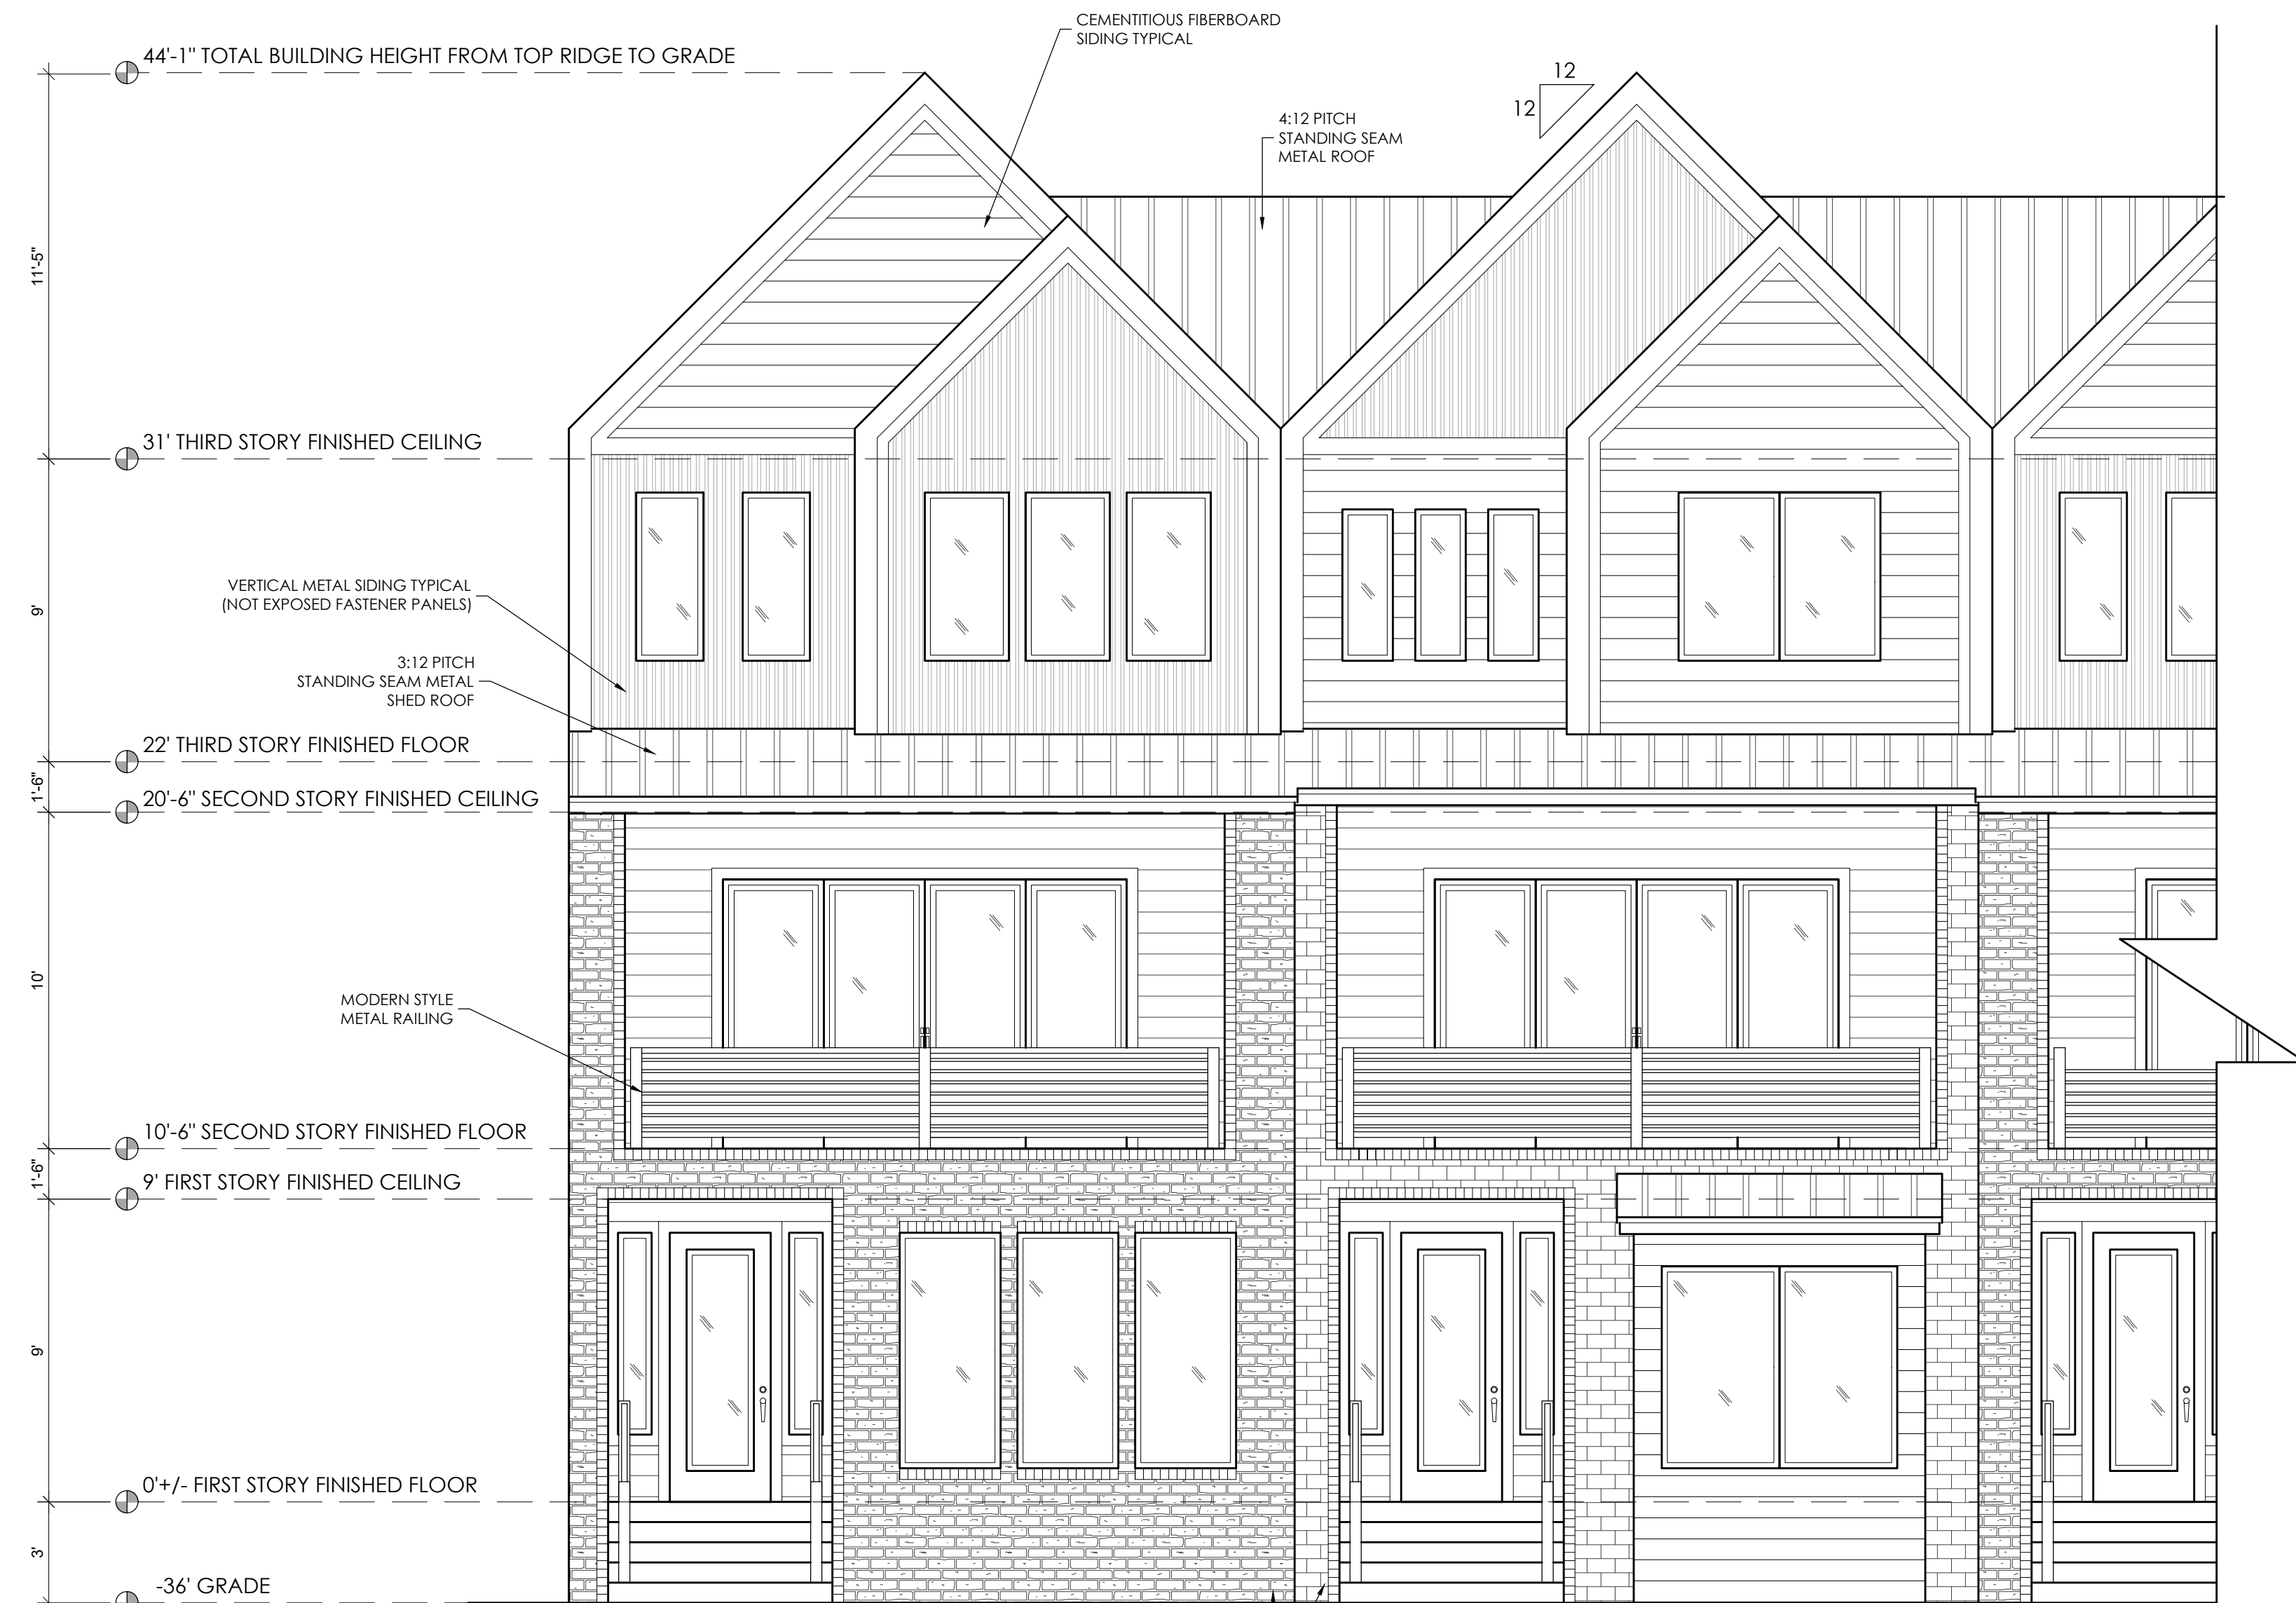 CEMENTITIOUS FIBERBOARD
SIDING TYPICAL
44'-1" TOTAL BUILDING HEIGHT FROM TOP RIDGE TO GRADE
12
12
4:12 PITCH
STANDING SEAM
METAL ROOF
11'-5"
31' THIRD STORY FINISHED CEILING
VERTICAL METAL SIDING TYPICAL
(NOT EXPOSED FASTENER PANELS)
9'
3:12 PITCH
STANDING SEAM METAL
SHED ROOF
22' THIRD STORY FINISHED FLOOR
1'-6"
20'-6" SECOND STORY FINISHED CEILING
10'
MODERN STYLE
METAL RAILING
10'-6" SECOND STORY FINISHED FLOOR
1'-6"
9' FIRST STORY FINISHED CEILING
9'
0'+/- FIRST STORY FINISHED FLOOR
3'
-36' GRADE